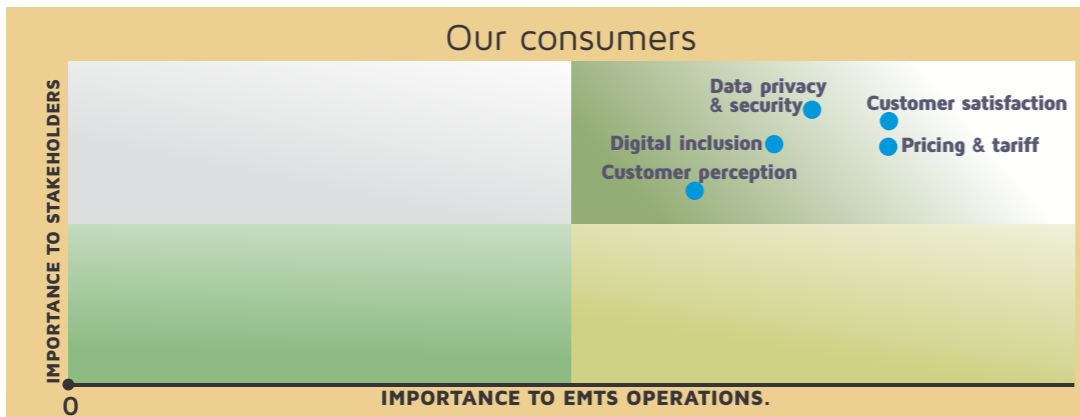 Our consumers
IMPORTANCE TO STAKEHOLDERS
Data privacy
& security
Customer satisfaction
Digital inclusion
Pricing & tariff
Customer perception
0
IMPORTANCE TO EMTS OPERATIONS.